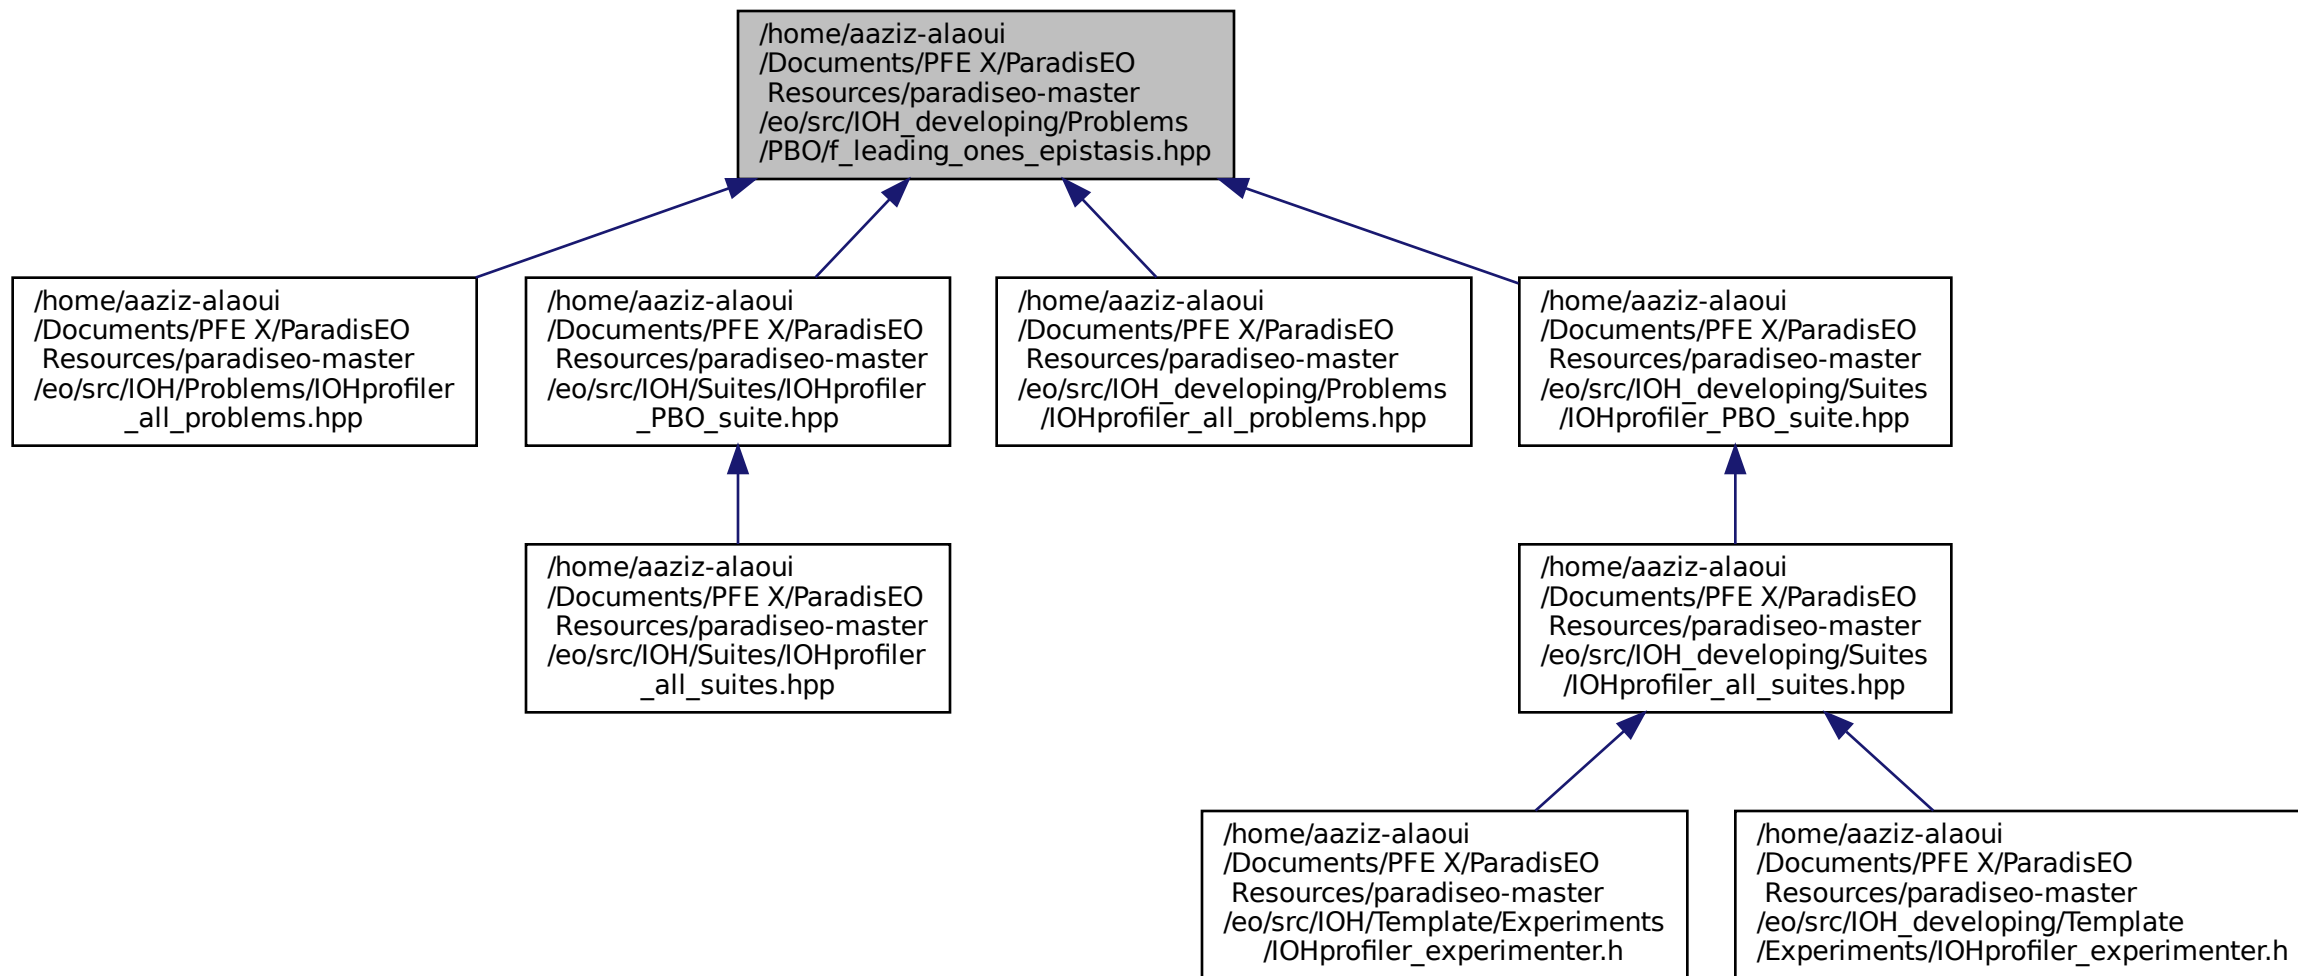 /home/aaziz-alaoui
/Documents/PFE X/ParadisEO
Resources/paradiseo-master
/eo/src/IOH_developing/Problems
/PBO/f_leading_ones_epistasis.hpp
/home/aaziz-alaoui
/Documents/PFE X/ParadisEO
Resources/paradiseo-master
/eo/src/IOH/Problems/IOHprofiler
_all_problems.hpp
/home/aaziz-alaoui
/Documents/PFE X/ParadisEO
Resources/paradiseo-master
/eo/src/IOH/Suites/IOHprofiler
_PBO_suite.hpp
/home/aaziz-alaoui
/Documents/PFE X/ParadisEO
Resources/paradiseo-master
/eo/src/IOH_developing/Problems
/IOHprofiler_all_problems.hpp
/home/aaziz-alaoui
/Documents/PFE X/ParadisEO
Resources/paradiseo-master
/eo/src/IOH_developing/Suites
/IOHprofiler_PBO_suite.hpp
/home/aaziz-alaoui
/Documents/PFE X/ParadisEO
Resources/paradiseo-master
/eo/src/IOH/Suites/IOHprofiler
_all_suites.hpp
/home/aaziz-alaoui
/Documents/PFE X/ParadisEO
Resources/paradiseo-master
/eo/src/IOH_developing/Suites
/IOHprofiler_all_suites.hpp
/home/aaziz-alaoui
/Documents/PFE X/ParadisEO
Resources/paradiseo-master
/eo/src/IOH/Template/Experiments
/IOHprofiler_experimenter.h
/home/aaziz-alaoui
/Documents/PFE X/ParadisEO
Resources/paradiseo-master
/eo/src/IOH_developing/Template
/Experiments/IOHprofiler_experimenter.h